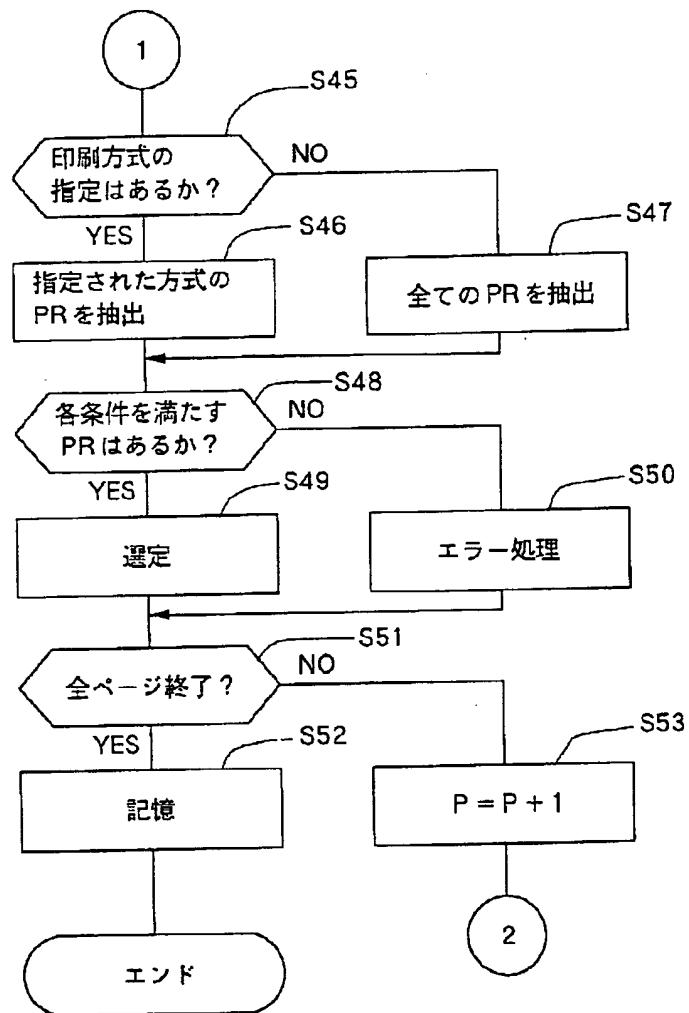 1
S45
印刷方式の
指定はあるか?
NO
YES
S46
S47
指定された方式の
PRを抽出
全てのPRを抽出
S48
各条件を満たす
PRはあるか?
NO
YES
S49
S50
選定
エラー処理
S51
全ページ終了?
NO
YES
S52
S53
記憶
P=P+1
エンド
2